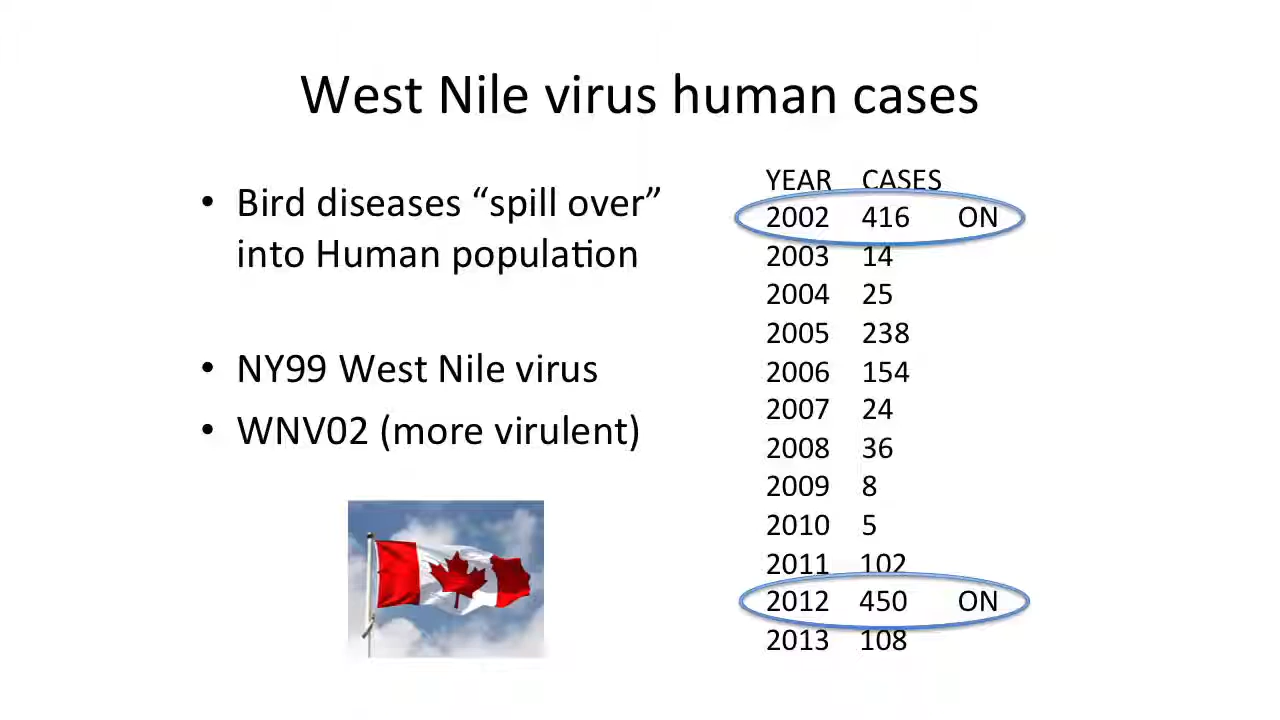 West Nile virus human cases
• Bird diseases “spill over”
into Human population
• NY99 West Nile virus
• WNV02 (more virulent)
YEAR CASES
2002 416 ON
2003 14
2004 25
2005 238
2006 154
2007 24
2008 36
2009 8
2010 5
2011 102
2012 450 ON
2013 108